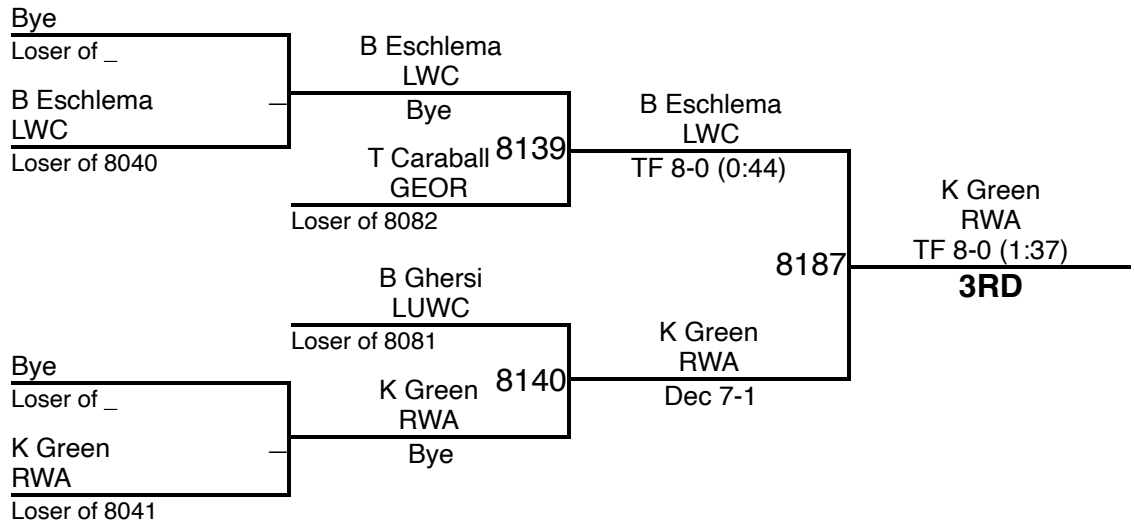 Bye
Loser of _
B Eschlema
LWC
_
Loser of 8040
B Eschlema
LWC
Bye
T Caraball
GEOR
8139
Loser of 8082
B Eschlema
LWC
TF 8-0 (0:44)
B Ghersi
LUWC
Loser of 8081
Bye
Loser of _
K Green
RWA
_
Loser of 8041
K Green
RWA
Bye
8140
K Green
RWA
Dec 7-1
8187
K Green
RWA
TF 8-0 (1:37)
3RD